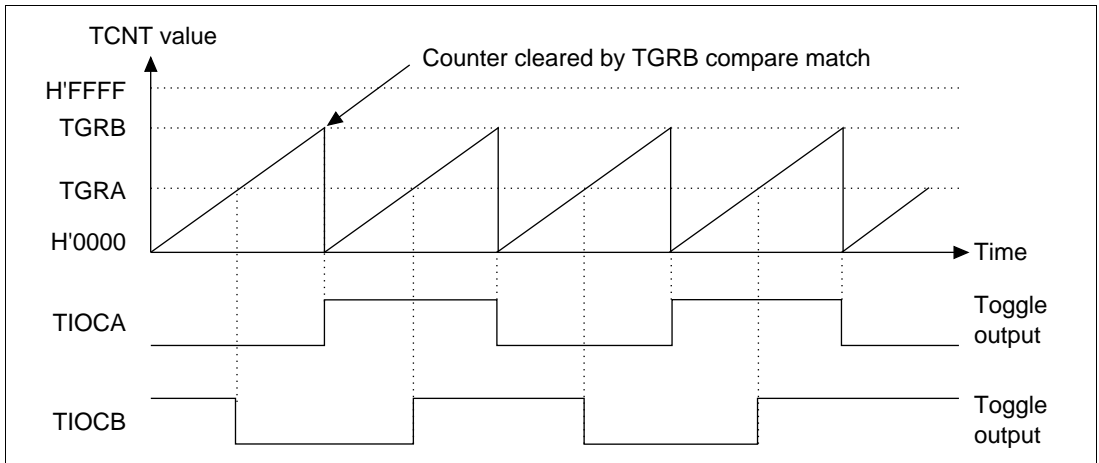 TCNT value
Counter cleared by TGRB compare match
H'FFFF
TGRB
TGRA
H'0000
Time
TIOCA
Toggle
output
TIOCB
Toggle
output